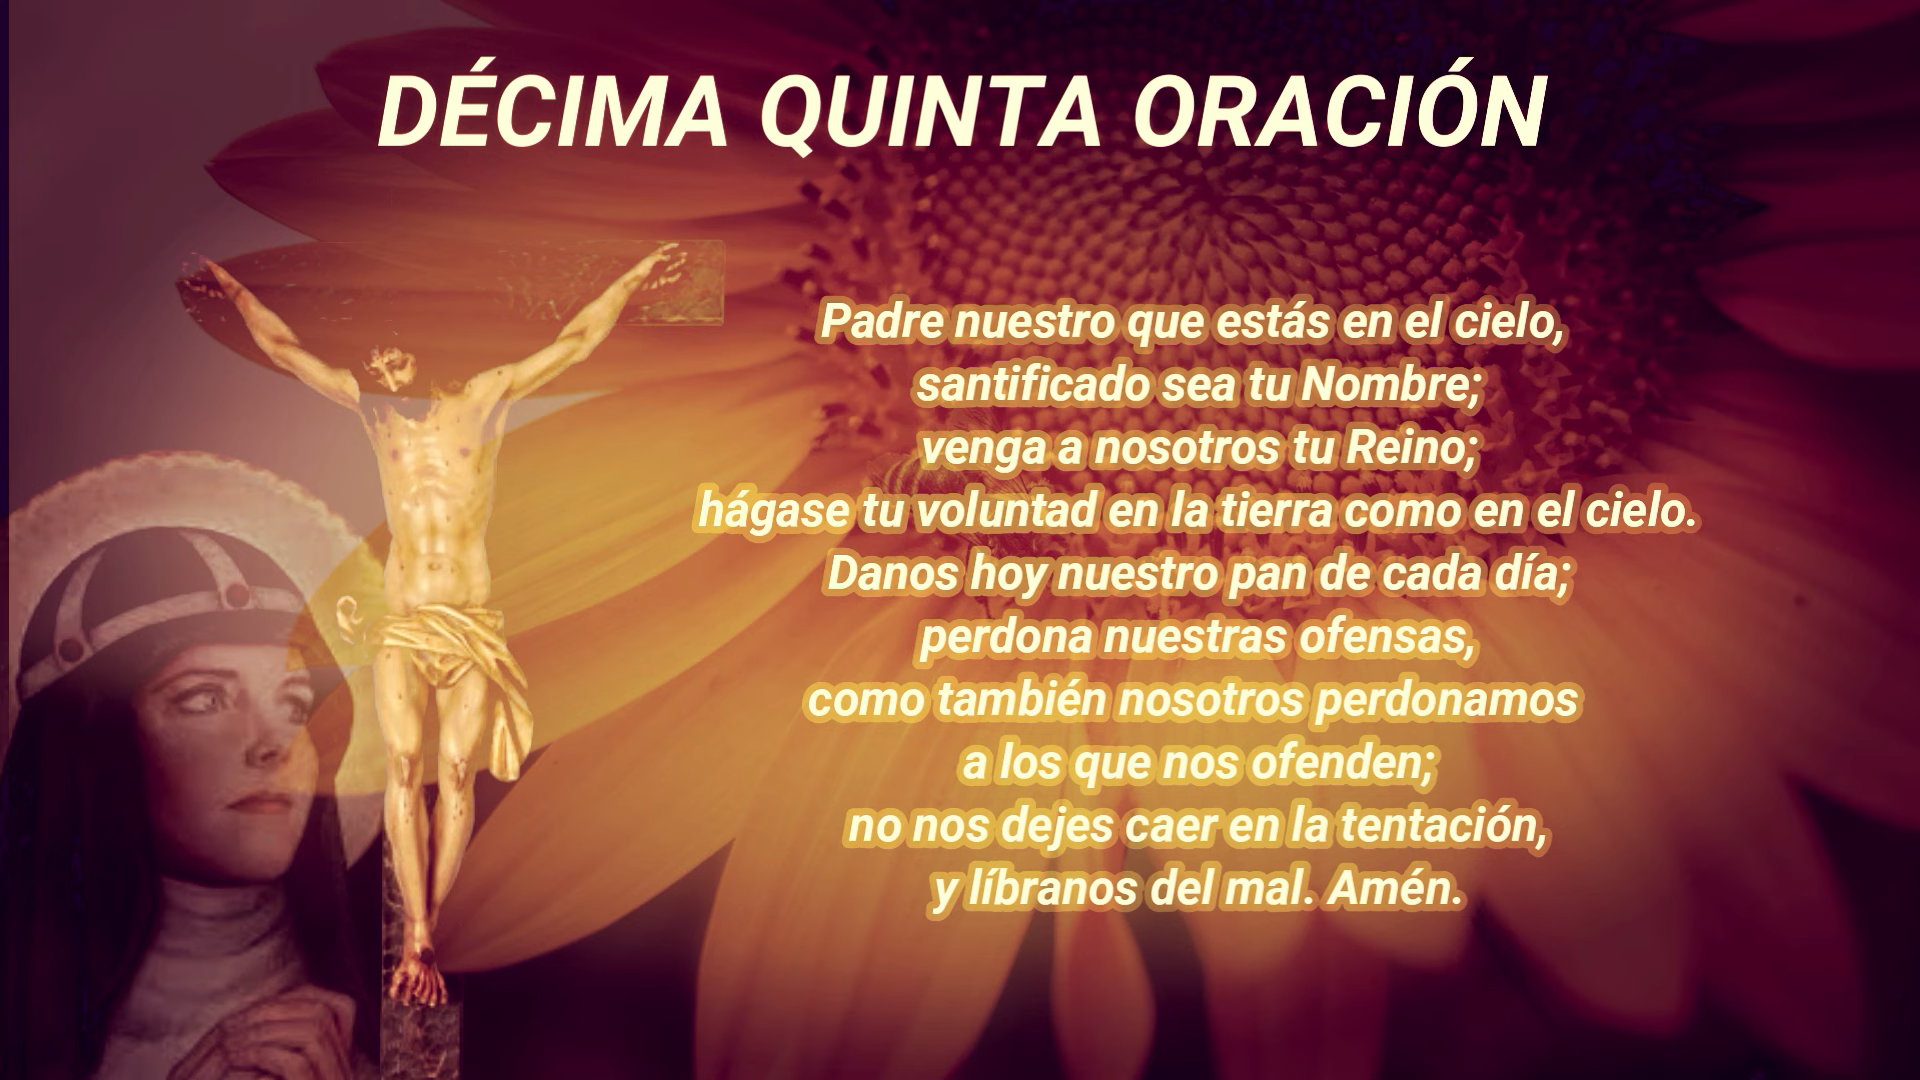 DÉCIMA QUINTA ORACIÓN
Padre nuestro que estás en el cielo,
santificado sea tu Nombre;
venga a nosotros tu Reino;
hágase tu voluntad en la tierra como en el cielo.
Danos hoy nuestro pan de cada día;
perdona nuestras ofensas,
como también nosotros perdonamos
a los que nos ofenden;
no nos dejes caer en la tentación,
y líbranos del mal. Amén.